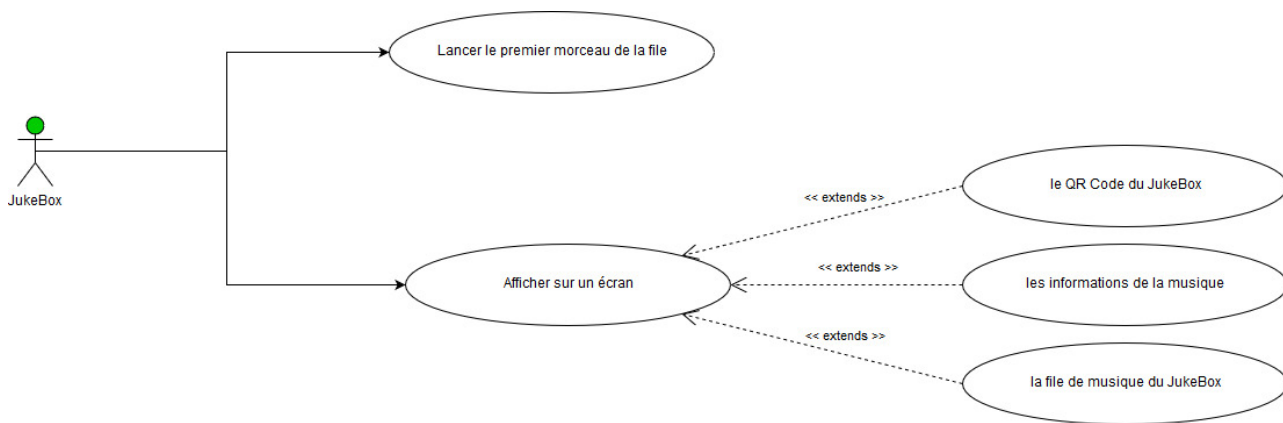 Lancer le premier morceau de la file
JukeBox
<< extends >>
le QR Code du JukeBox
Afficher sur un écran
<< extends >>
les informations de la musique
<< extends >>
la file de musique du JukeBox